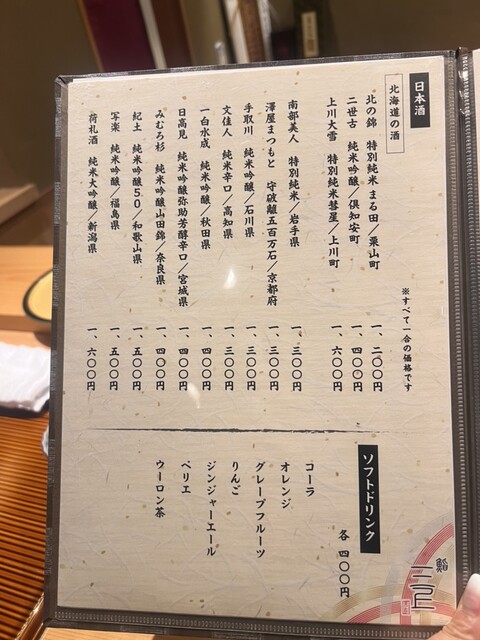 日本酒
※すべて一合の価格です
北海道の酒
北の錦 特別純米 まる田／栗山町 一、二〇〇円
二世古 純米吟醸／倶知安町 一、四〇〇円
上川大雪 特別純米彗星／上川町 一、六〇〇円
南部美人 特別純米／岩手県 一、三〇〇円
澤屋まつもと 守破離五百万石／京都府 一、三〇〇円
手取川 純米吟醸／石川県 一、三〇〇円
文佳人 純米辛口／高知県 一、三〇〇円
一白水成 純米吟醸／秋田県 一、四〇〇円
日高見 純米吟醸弥助芳醇辛口／宮城県 一、四〇〇円
みむろ杉 純米吟醸山田錦／奈良県 一、四〇〇円
紀土 純米吟醸50／和歌山県 一、五〇〇円
写楽 純米吟醸／福島県 一、五〇〇円
荷札酒 純米大吟醸／新潟県 一、六〇〇円
ソフトドリンク
各 四〇〇円
コーラ
オレンジ
グレープフルーツ
りんご
ジンジャーエール
ペリエ
ウーロン茶
鮨